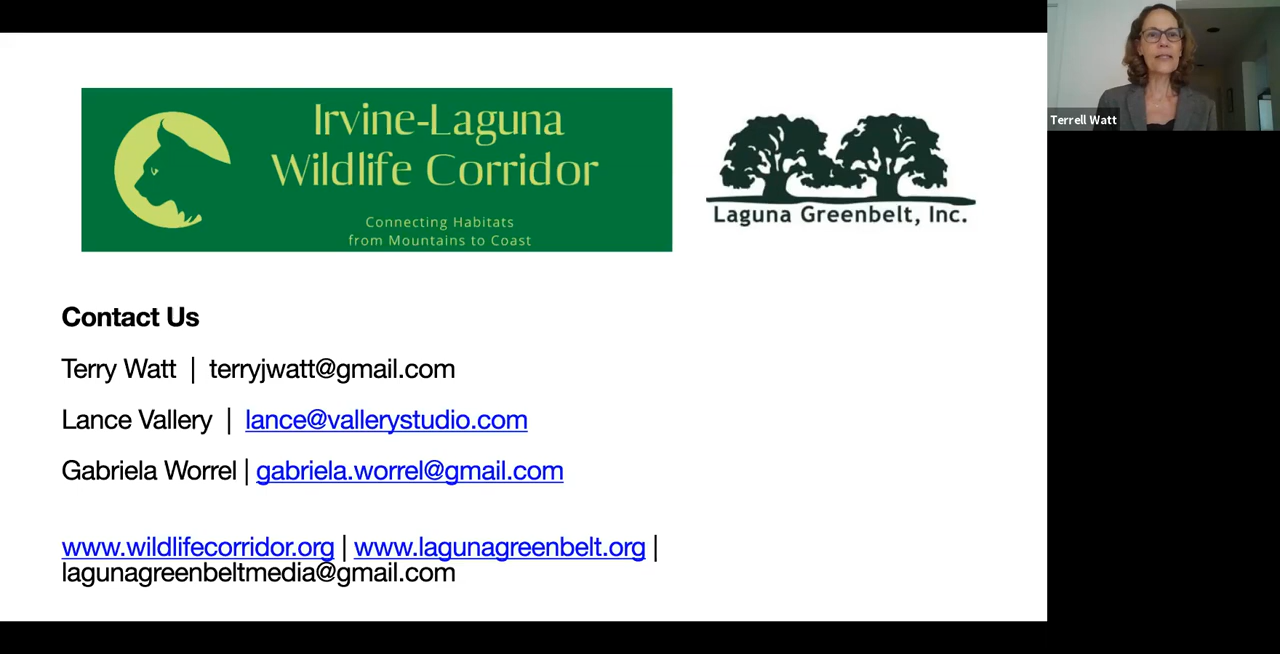 Irvine-Laguna
Wildlife Corridor
Connecting Habitats
from Mountains to Coast
Laguna Greenbelt, Inc.
Terrell Watt
Contact Us
Terry Watt | terryjwatt@gmail.com
Lance Vallery | lance@vallerystudio.com
Gabriela Worrel | gabriela.worrel@gmail.com
www.wildlifecorridor.org | www.lagunagreenbelt.org |
lagunagreenbeltmedia@gmail.com